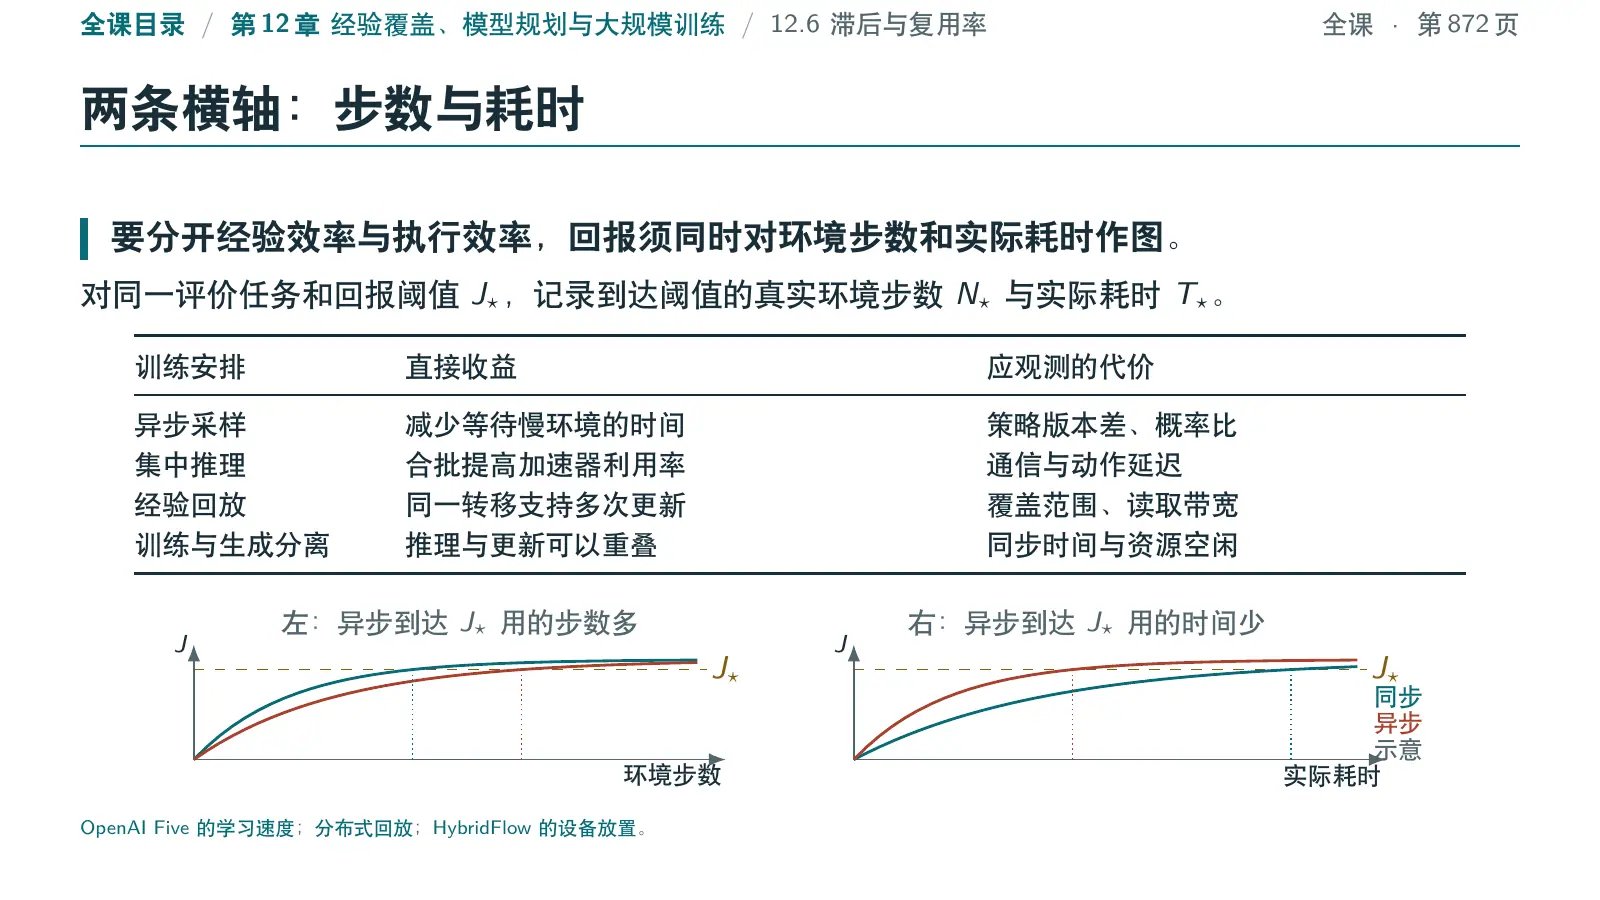 全课目录 / 第 12 章 经验覆盖、模型规划与大规模训练 / 12.6 滞后与复用率 全课 · 第 872 页
两条横轴：步数与耗时
要分开经验效率与执行效率，回报须同时对环境步数和实际耗时作图。
对同一评价任务和回报阈值 J⋆，记录到达阈值的真实环境步数 N⋆ 与实际耗时 T⋆。
训练安排 直接收益 应观测的代价
异步采样 减少等待慢环境的时间 策略版本差、概率比
集中推理 合批提高加速器利用率 通信与动作延迟
经验回放 同一转移支持多次更新 覆盖范围、读取带宽
训练与生成分离 推理与更新可以重叠 同步时间与资源空闲
左：异步到达 J⋆ 用的步数多
J
J⋆
环境步数
右：异步到达 J⋆ 用的时间少
J
J⋆
同步
异步
示意
实际耗时
OpenAI Five 的学习速度；分布式回放；HybridFlow 的设备放置。